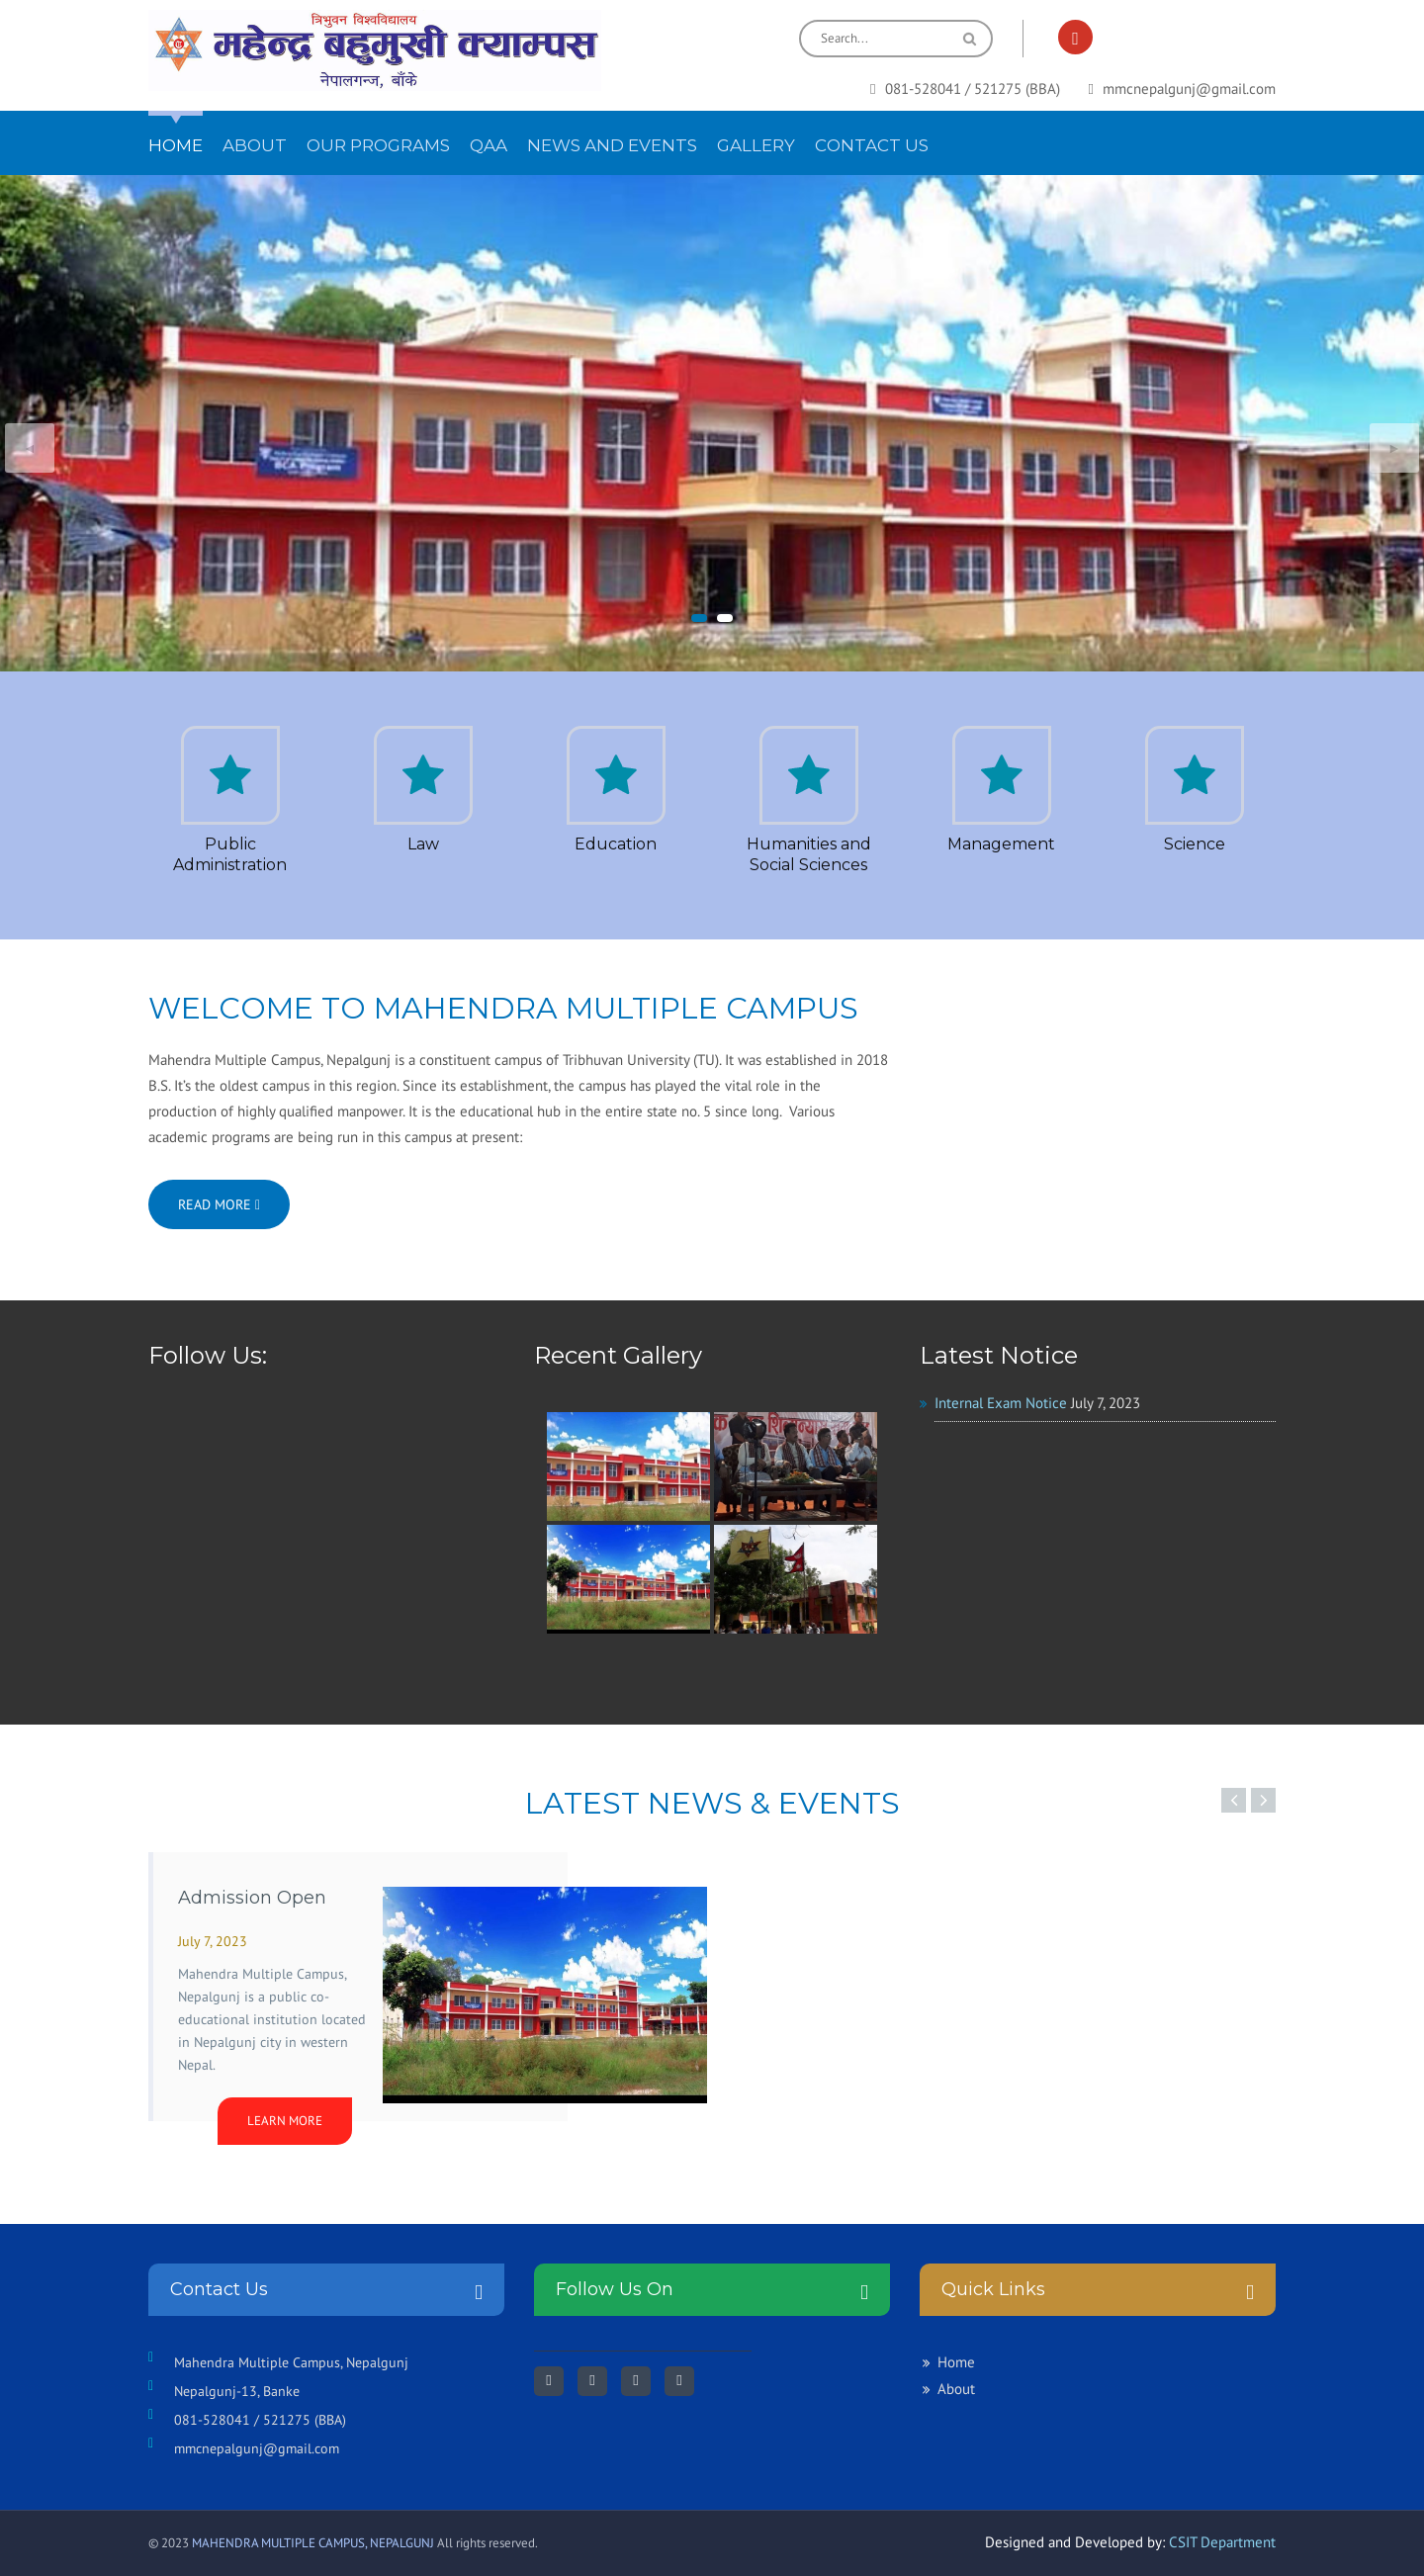 त्रिभुवन विश्वविद्यालय
महेन्द्र बहुमुखी क्याम्पस
नेपालगन्ज, बाँके
Search...
081-528041 / 521275 (BBA)
mmcnepalgunj@gmail.com
HOME
ABOUT
OUR PROGRAMS
QAA
NEWS AND EVENTS
GALLERY
CONTACT US
Public
Administration
Law
Education
Humanities and
Social Sciences
Management
Science
WELCOME TO MAHENDRA MULTIPLE CAMPUS
Mahendra Multiple Campus, Nepalgunj is a constituent campus of Tribhuvan University (TU). It was established in 2018
B.S. It’s the oldest campus in this region. Since its establishment, the campus has played the vital role in the
production of highly qualified manpower. It is the educational hub in the entire state no. 5 since long.  Various
academic programs are being run in this campus at present:
READ MORE
Follow Us:
Recent Gallery
Latest Notice
Internal Exam Notice July 7, 2023
LATEST NEWS & EVENTS
Admission Open
July 7, 2023
Mahendra Multiple Campus,
Nepalgunj is a public co-
educational institution located
in Nepalgunj city in western
Nepal.
LEARN MORE
Contact Us
Mahendra Multiple Campus, Nepalgunj
Nepalgunj-13, Banke
081-528041 / 521275 (BBA)
mmcnepalgunj@gmail.com
Follow Us On
Quick Links
Home
About
© 2023 MAHENDRA MULTIPLE CAMPUS, NEPALGUNJ All rights reserved.
Designed and Developed by: CSIT Department